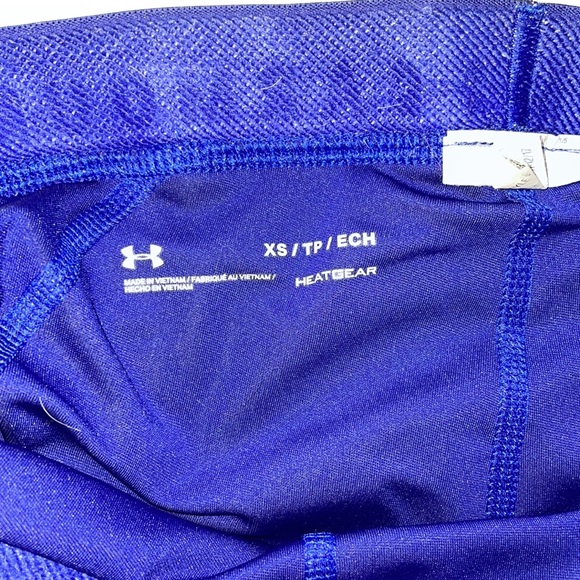 XS / TP / ECH
MADE IN VIETNAM / FABRIQUÉ AU VIETNAM /
HECHO EN VIETNAM
HEATGEAR